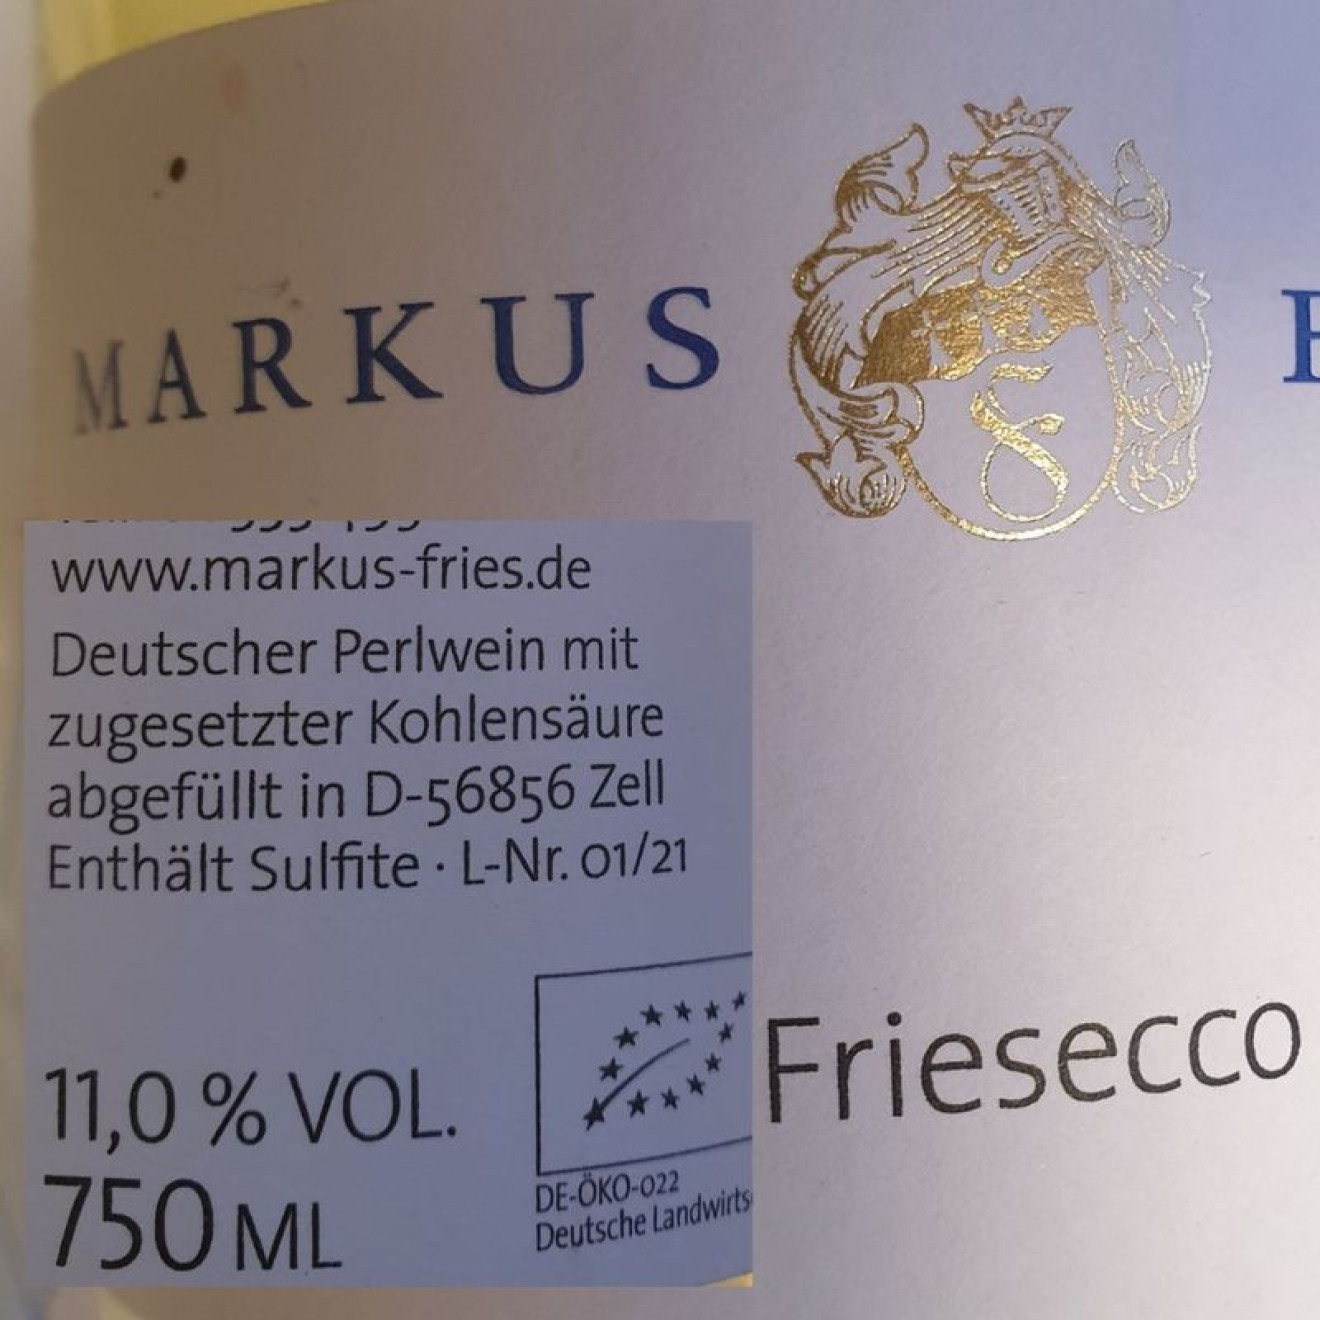 MARKUS
www.markus-fries.de
Deutscher Perlwein mit
zugesetzter Kohlensäure
abgefüllt in D-56856 Zell
Enthält Sulfite · L-Nr. 01/21
Friesecco
11,0 % VOL.
750 ML
DE-ÖKO-022
Deutsche